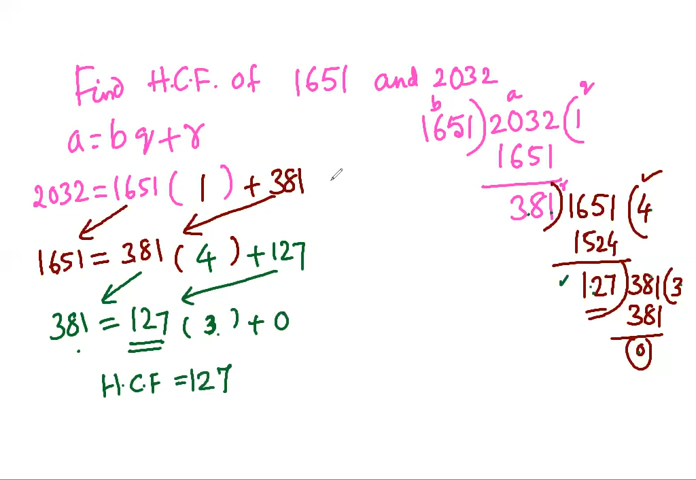 Find H.C.F. of 1651 and 2032
a = bq + r
2032 = 1651 ( 1 ) + 381
1651 = 381 ( 4 ) + 127
381 = 127 ( 3 ) + 0
H.C.F = 127
b a q
1651 ) 2032 ( 1
1651
r
381 ) 1651 ( 4
1524
127 ) 381 ( 3
381
0